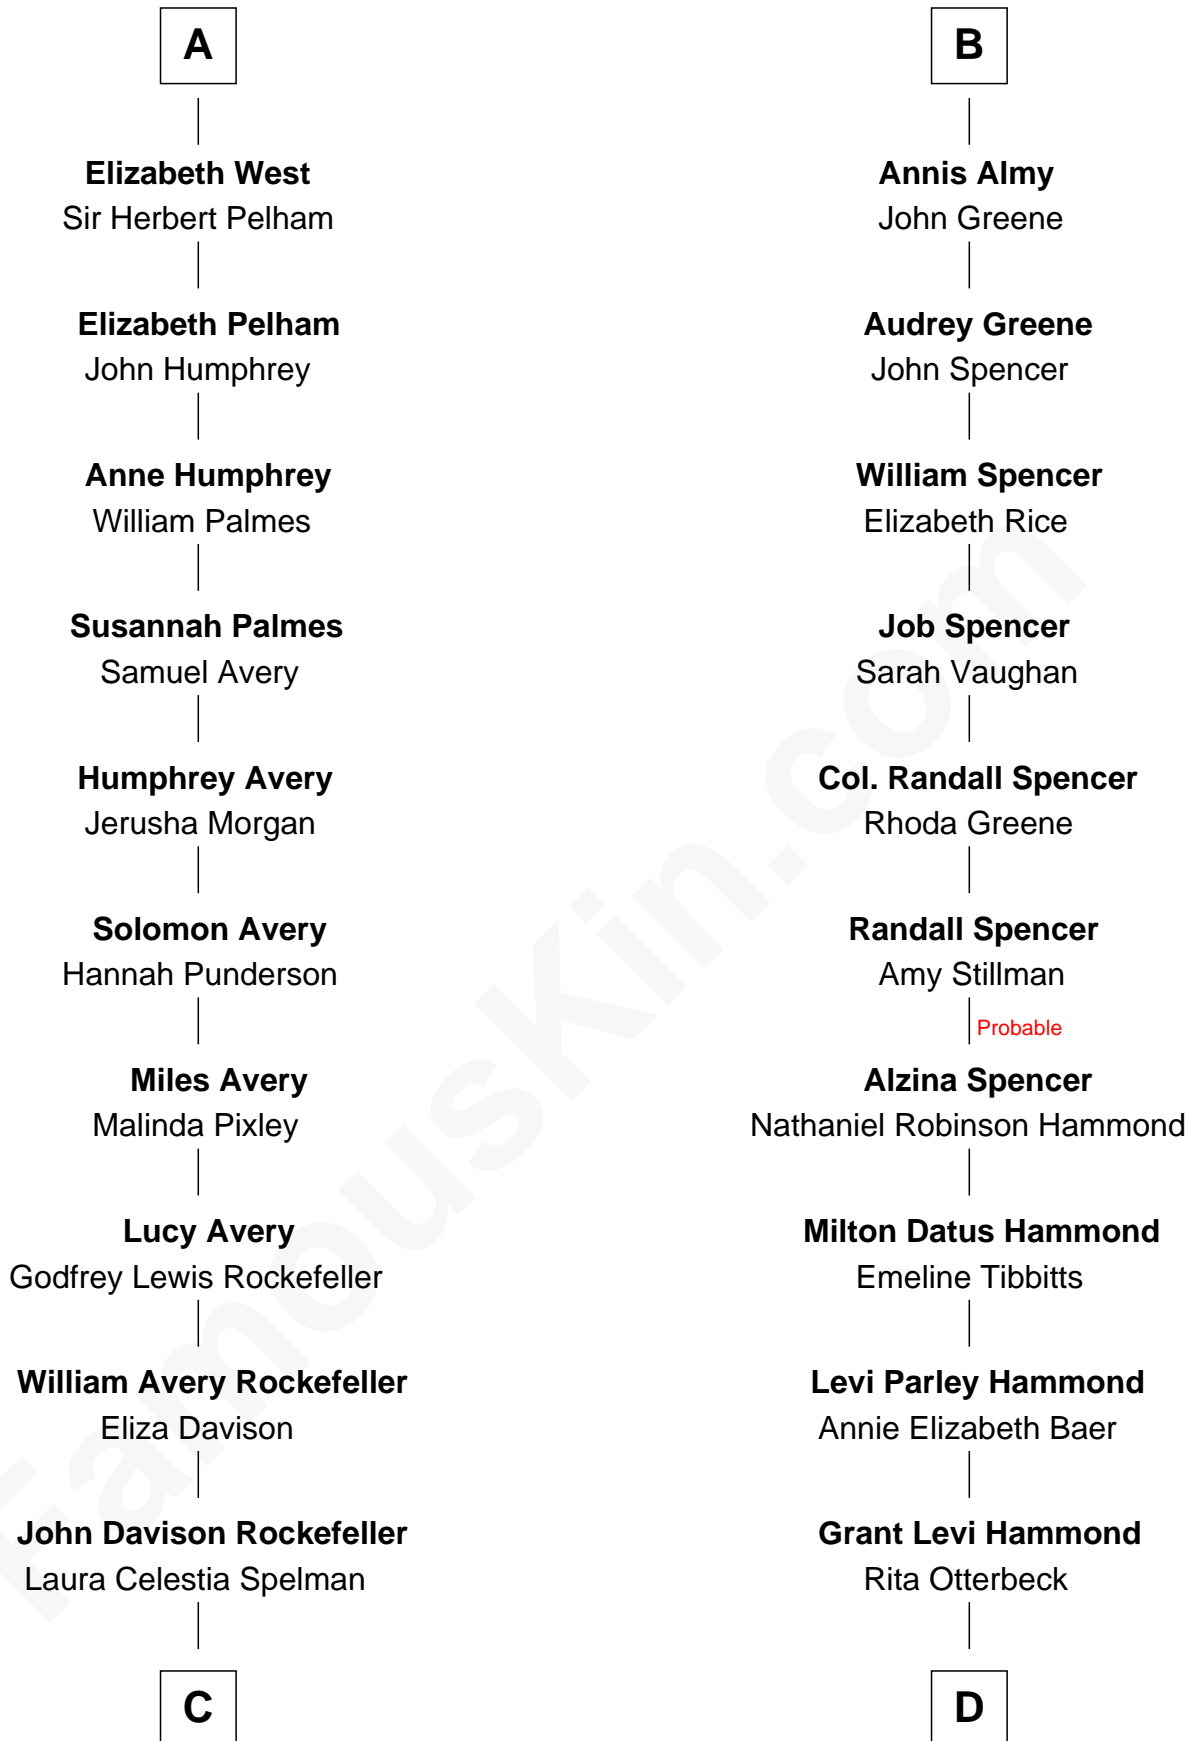 A
Elizabeth West
Sir Herbert Pelham
Elizabeth Pelham
John Humphrey
Anne Humphrey
William Palmes
Susannah Palmes
Samuel Avery
Humphrey Avery
Jerusha Morgan
Solomon Avery
Hannah Punderson
Miles Avery
Malinda Pixley
Lucy Avery
Godfrey Lewis Rockefeller
William Avery Rockefeller
Eliza Davison
John Davison Rockefeller
Laura Celestia Spelman
C
B
Annis Almy
John Greene
Audrey Greene
John Spencer
William Spencer
Elizabeth Rice
Job Spencer
Sarah Vaughan
Col. Randall Spencer
Rhoda Greene
Randall Spencer
Amy Stillman
Probable
Alzina Spencer
Nathaniel Robinson Hammond
Milton Datus Hammond
Emeline Tibbitts
Levi Parley Hammond
Annie Elizabeth Baer
Grant Levi Hammond
Rita Otterbeck
D
FamousKin.com